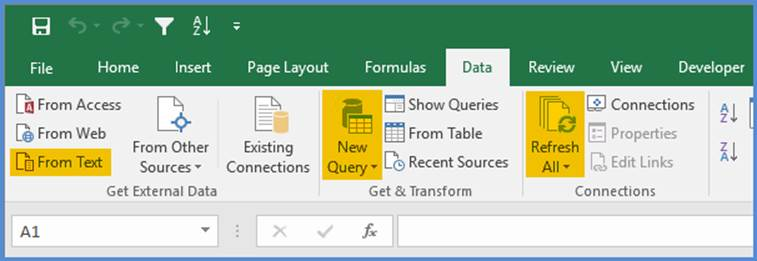 File Home Insert Page Layout Formulas Data Review View Developer
From Access
From Web
From Text
From Other
Sources
Existing
Connections
Get External Data
New
Query
Show Queries
From Table
Recent Sources
Get & Transform
Refresh
All
Connections
Properties
Edit Links
Connections
A1
fx